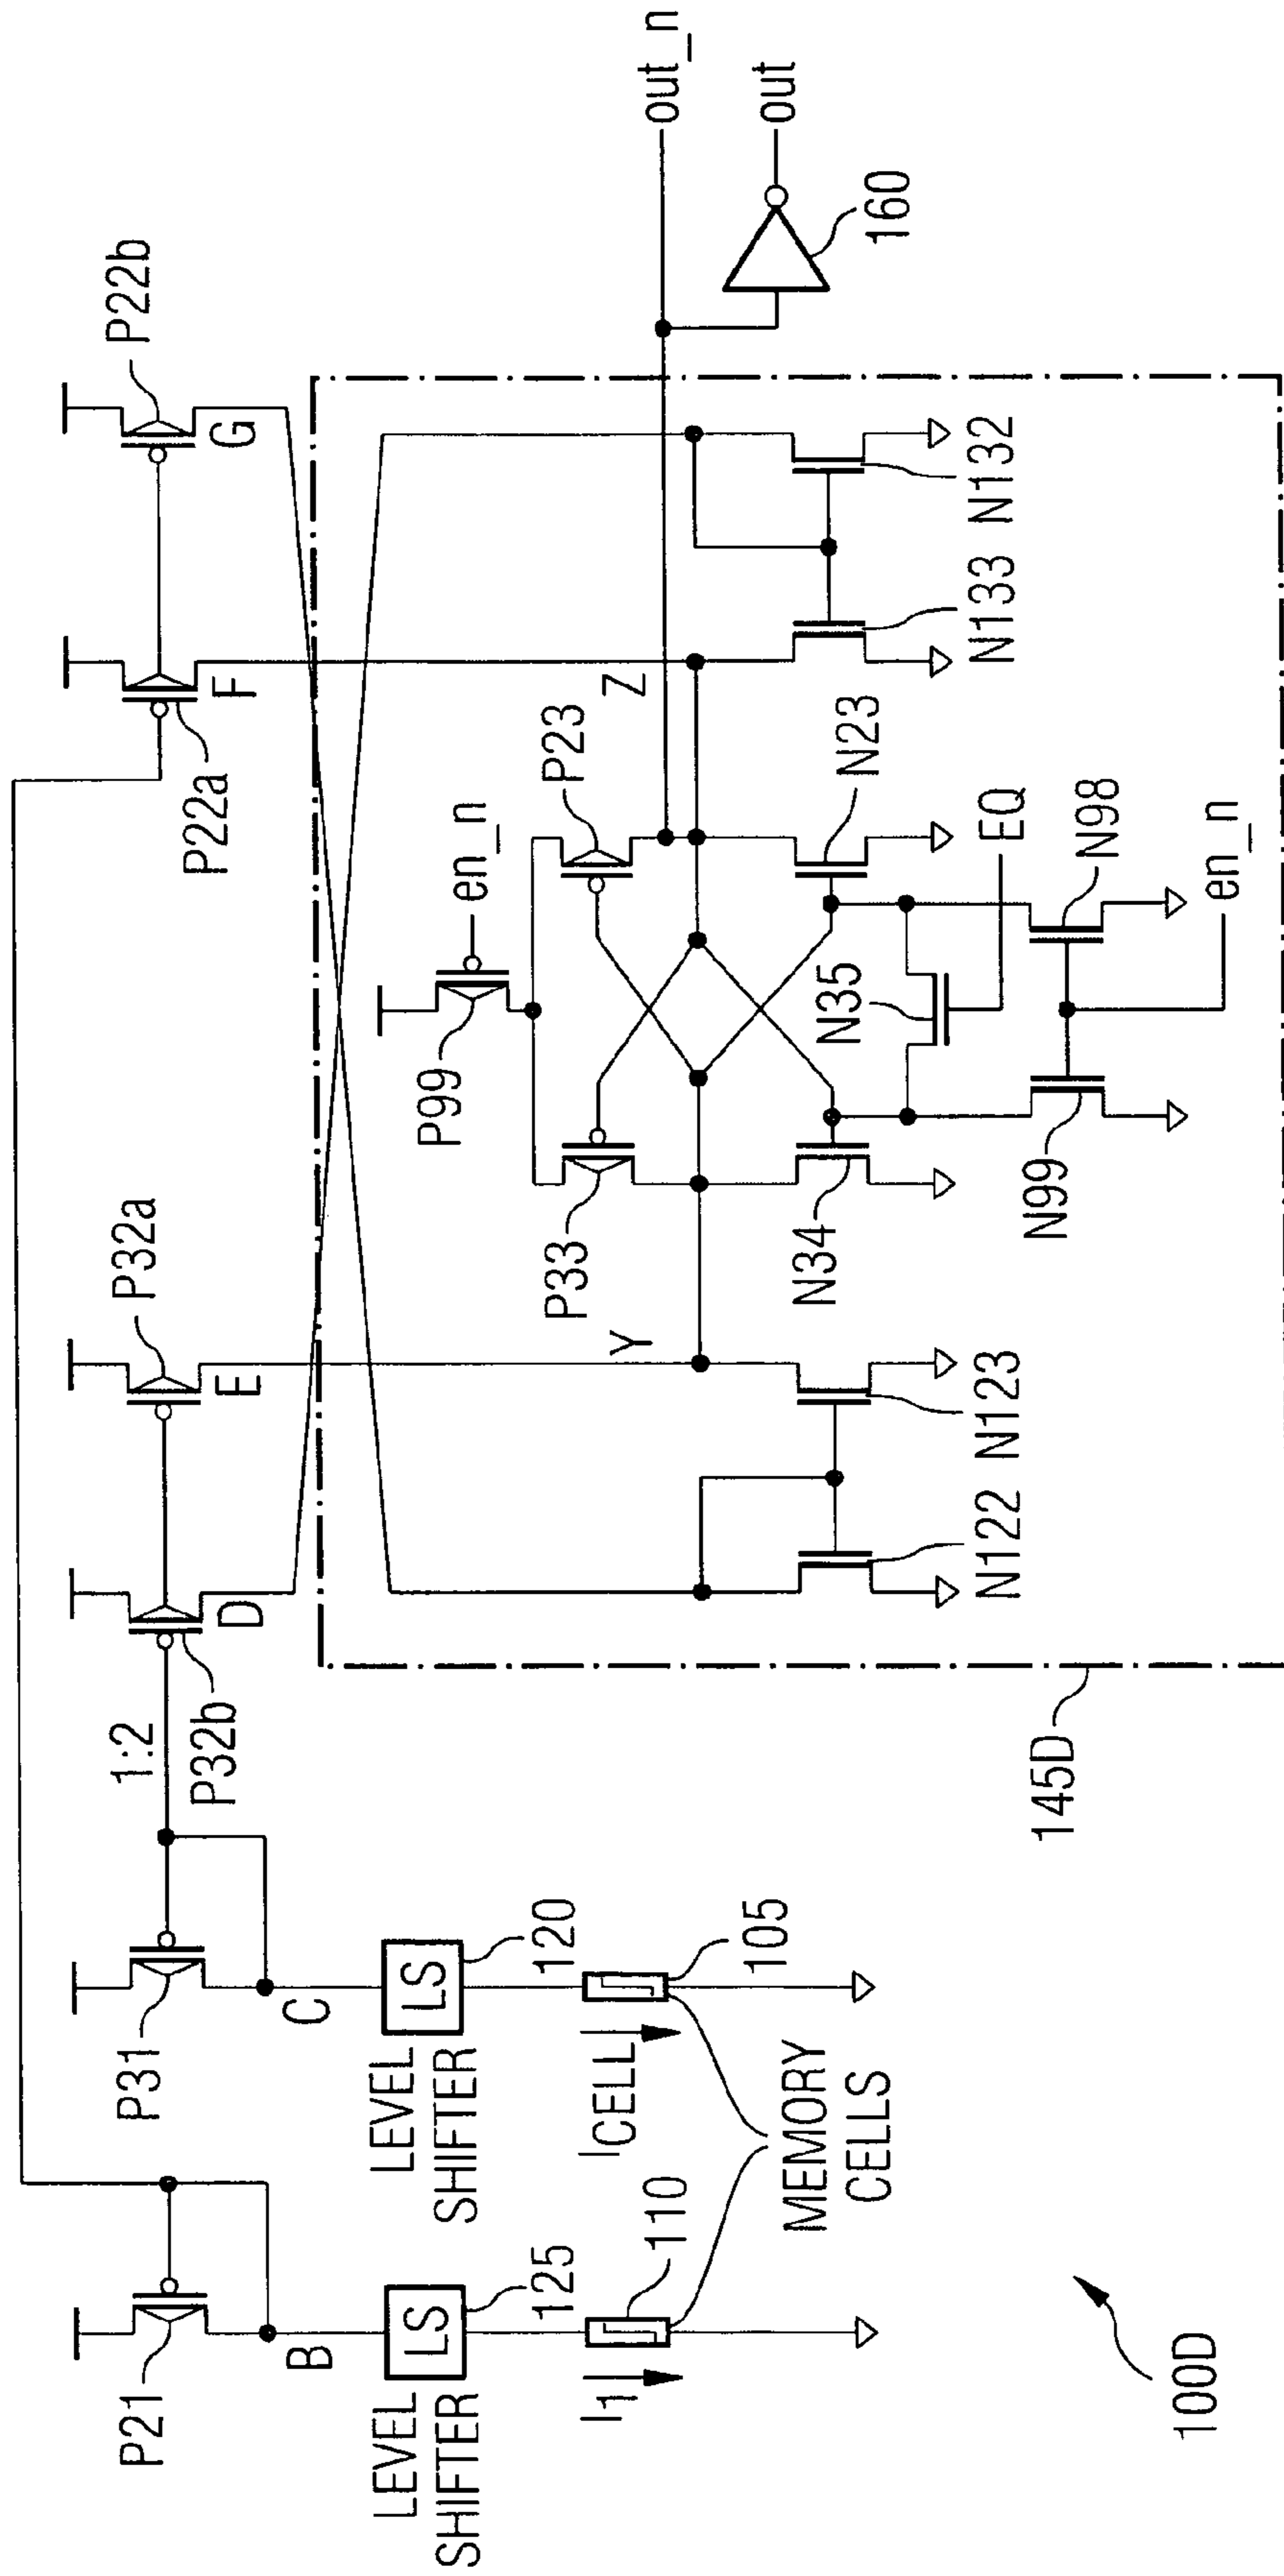 P21
B
LEVEL
SHIFTER
LS
125
I1
110
P31
C
LEVEL
SHIFTER
LS
120
ICELL
105
MEMORY
CELLS
100D
1:2
P32b
D
P32a
E
P22a
F
P22b
G
145D
Y
Z
P99
en_n
P33
P23
N34
N23
N35
EQ
N99
N98
en_n
N122
N123
N133
N132
out_n
out
160